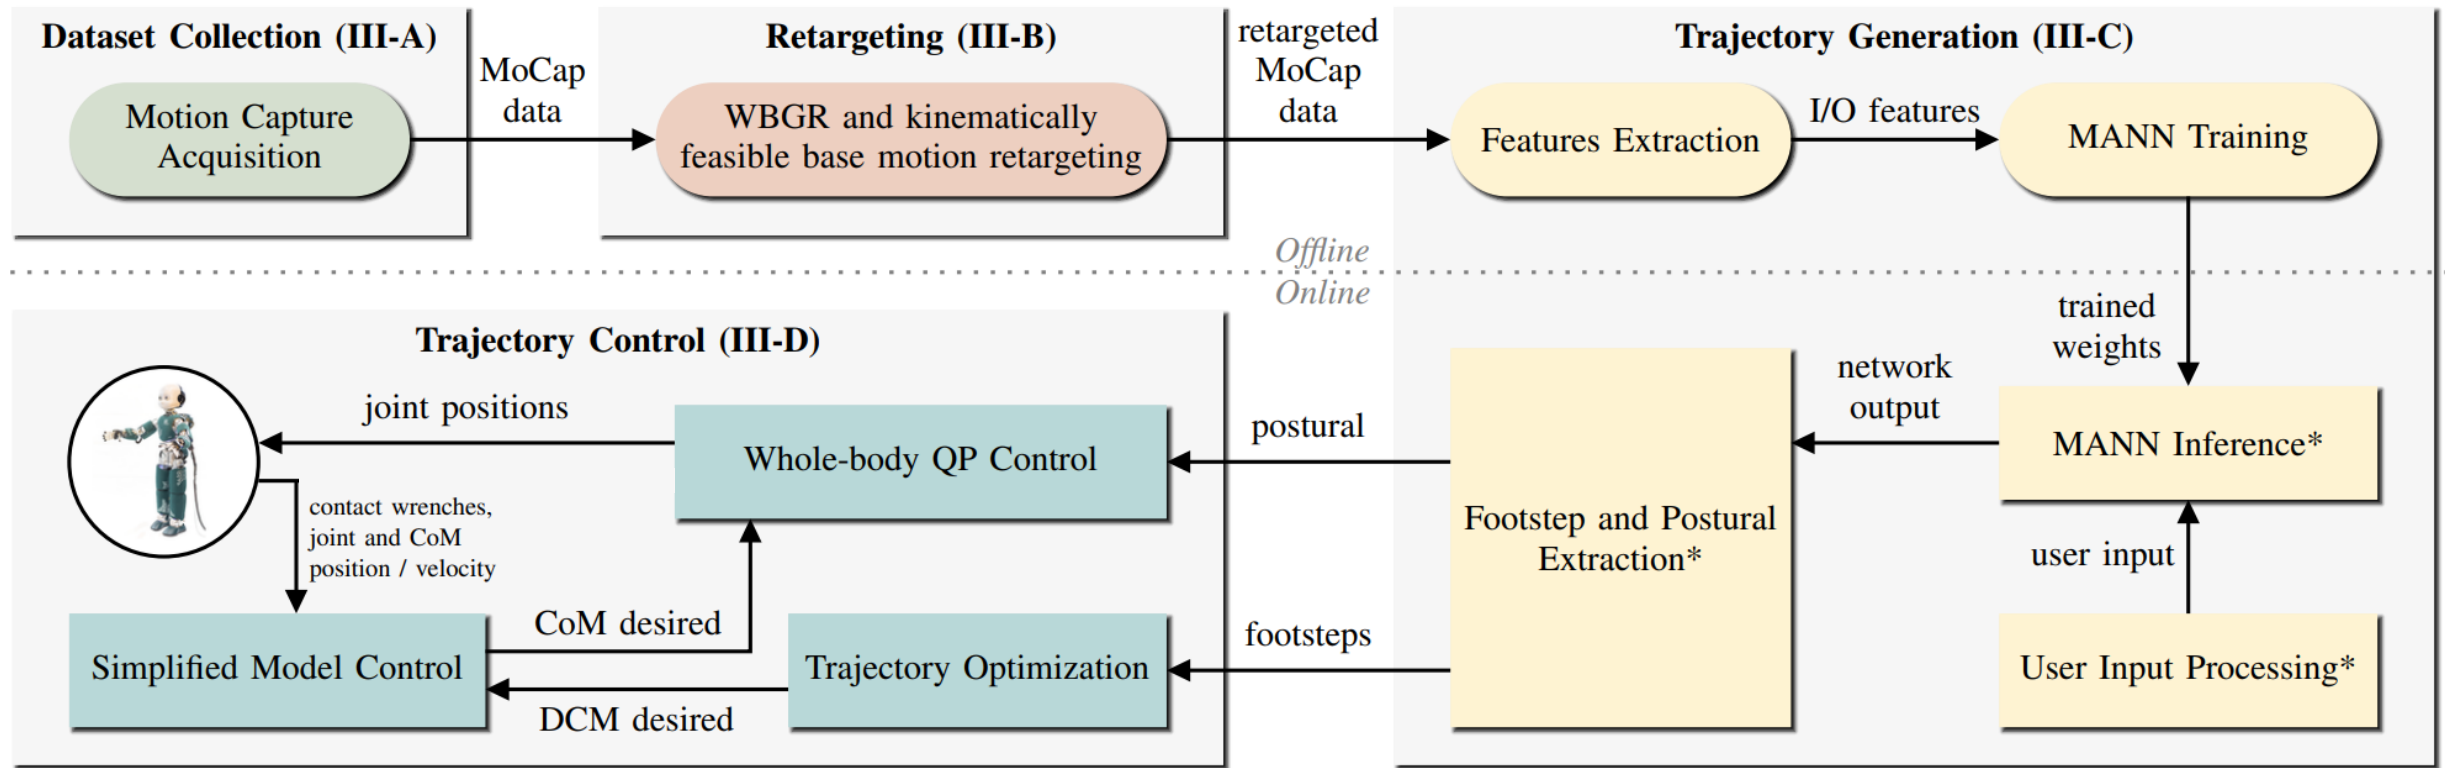 Dataset Collection (III-A)
Motion Capture
Acquisition
MoCap
data
Retargeting (III-B)
WBGR and kinematically
feasible base motion retargeting
retargeted
MoCap
data
Trajectory Generation (III-C)
Features Extraction
I/O features
MANN Training
Offline
Online
trained
weights
Trajectory Control (III-D)
joint positions
Whole-body QP Control
postural
network
output
MANN Inference*
contact wrenches,
joint and CoM
position / velocity
Footstep and Postural
Extraction*
user input
Simplified Model Control
CoM desired
DCM desired
Trajectory Optimization
footsteps
User Input Processing*